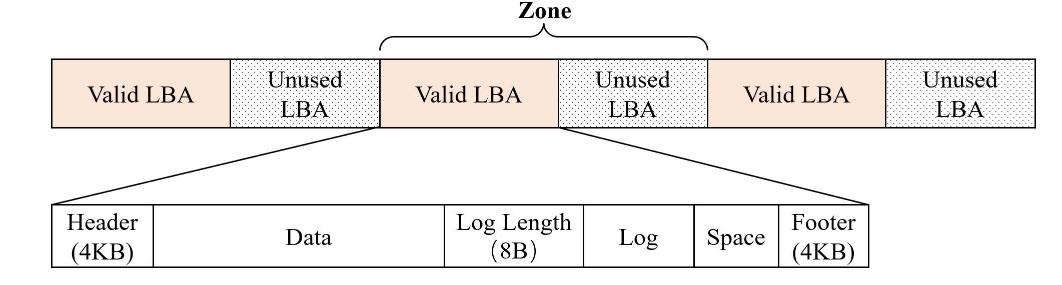 Zone
Valid LBA
Unused
LBA
Valid LBA
Unused
LBA
Valid LBA
Unused
LBA
Header
(4KB)
Data
Log Length
（8B）
Log
Space
Footer
(4KB)